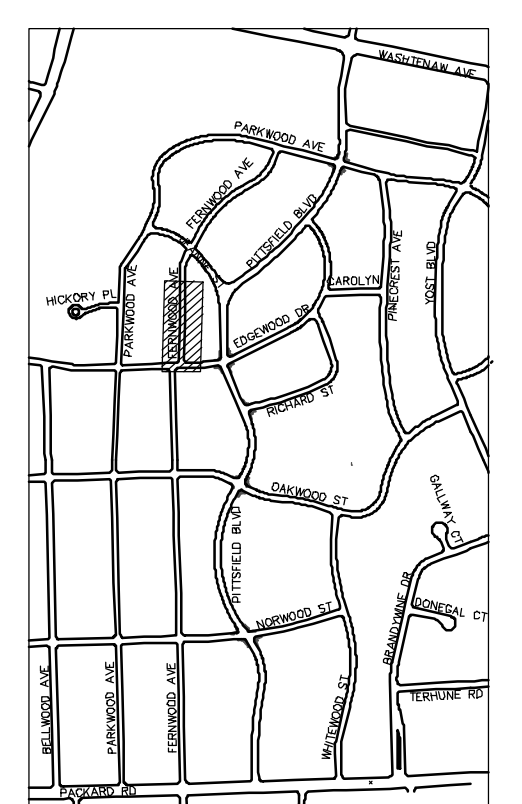 WASHTENAW AVE
PARKWOOD AVE
FERNWOOD AVE
PITTSFIELD BLVD
PARKWOOD AVE
FERNWOOD AVE
PINECREST AVE
YOST BLVD
CAROLYN
HICKORY PL
EDGEWOOD DR
RICHARD ST
OAKWOOD ST
GALLWAY CT
PITTSFIELD BLVD
BRANDYWINE DR
DONEGAL CT
NORWOOD ST
BELLWOOD AVE
PARKWOOD AVE
FERNWOOD AVE
WHITEWOOD ST
TERHUNE RD
PACKARD RD